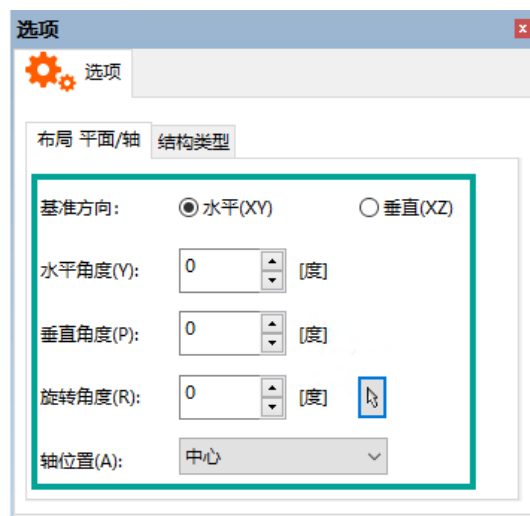 选项
选项
布局 平面/轴 结构类型
基准方向: 水平(XY) 垂直(XZ)
水平角度(Y): 0 [度]
垂直角度(P): 0 [度]
旋转角度(R): 0 [度]
轴位置(A): 中心